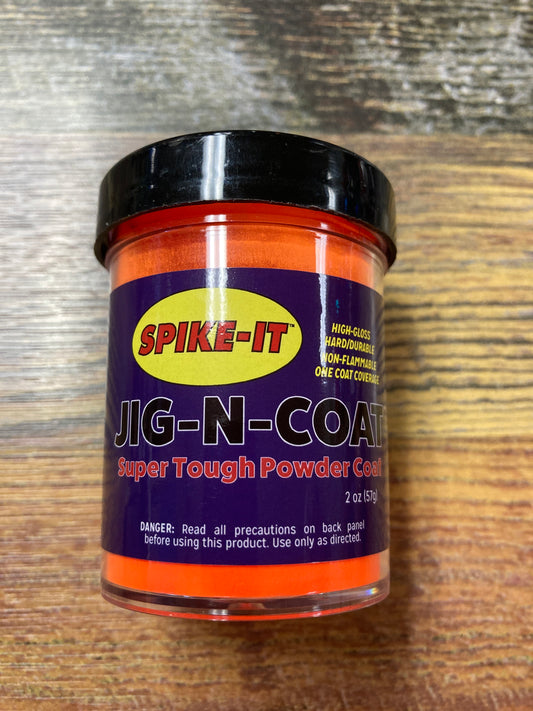 SPIKE-IT™
HIGH-GLOSS
HARD/DURABLE
NON-FLAMMABLE
ONE COAT COVERAGE
JIG-N-COAT
Super Tough Powder Coat
2 oz (57g)
DANGER: Read all precautions on back panel
before using this product. Use only as directed.